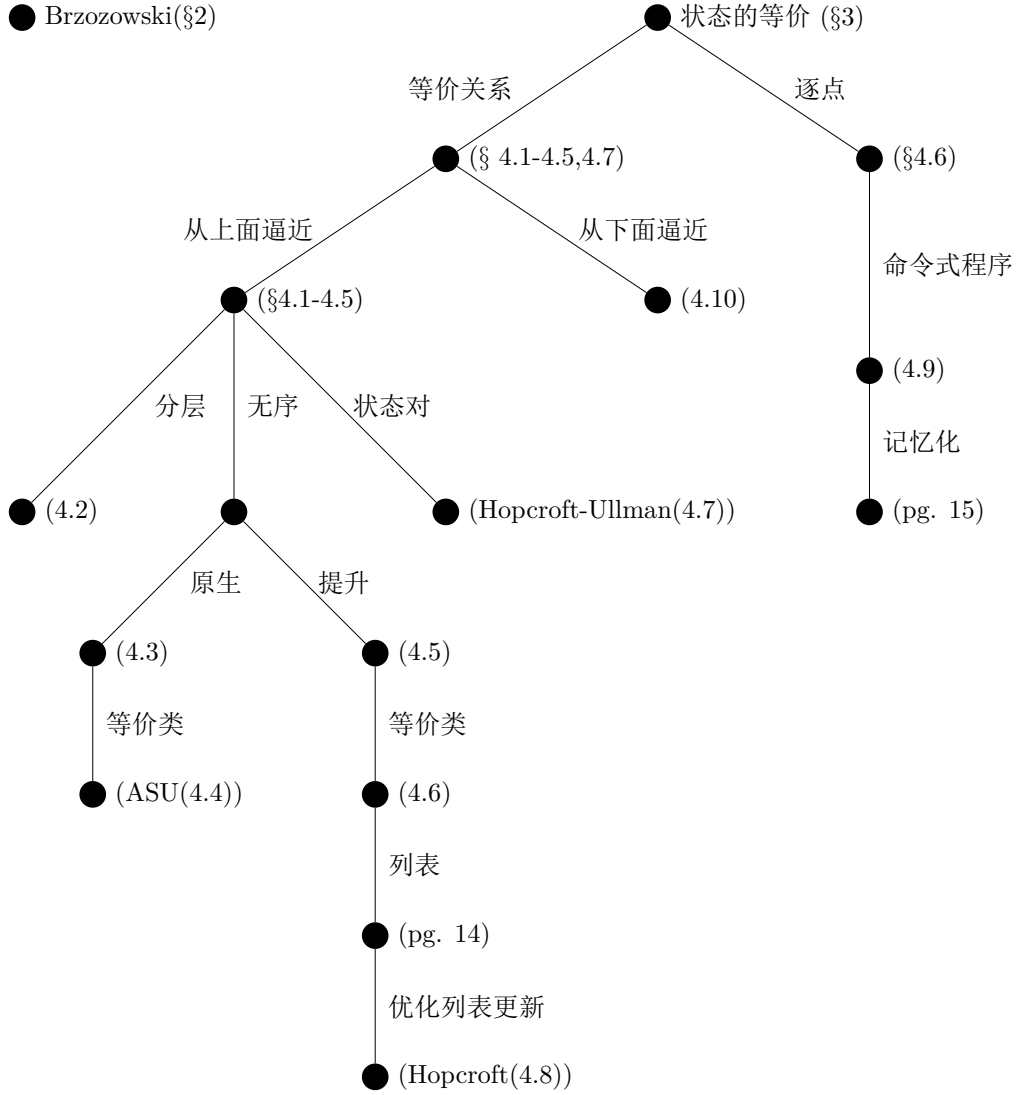 Brzozowski(§2)
状态的等价 (§3)
等价关系
逐点
(§ 4.1-4.5,4.7)
(§4.6)
从上面逼近
从下面逼近
命令式程序
(§4.1-4.5)
(4.10)
(4.9)
分层
无序
状态对
记忆化
(4.2)
(Hopcroft-Ullman(4.7))
(pg. 15)
原生
提升
(4.3)
(4.5)
等价类
等价类
(ASU(4.4))
(4.6)
列表
(pg. 14)
优化列表更新
(Hopcroft(4.8))